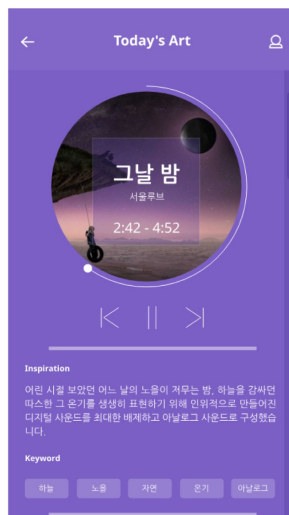 Today's Art
그날 밤
서울루브
2:42 - 4:52
Inspiration
어린 시절 보았던 어느 날의 노을이 저무는 밤, 하늘을 감싸던
따스한 그 온기를 생생히 표현하기 위해 인위적으로 만들어진
디지털 사운드를 최대한 배제하고 아날로그 사운드로 구성했습
니다.
Keyword
하늘
노을
자연
온기
아날로그